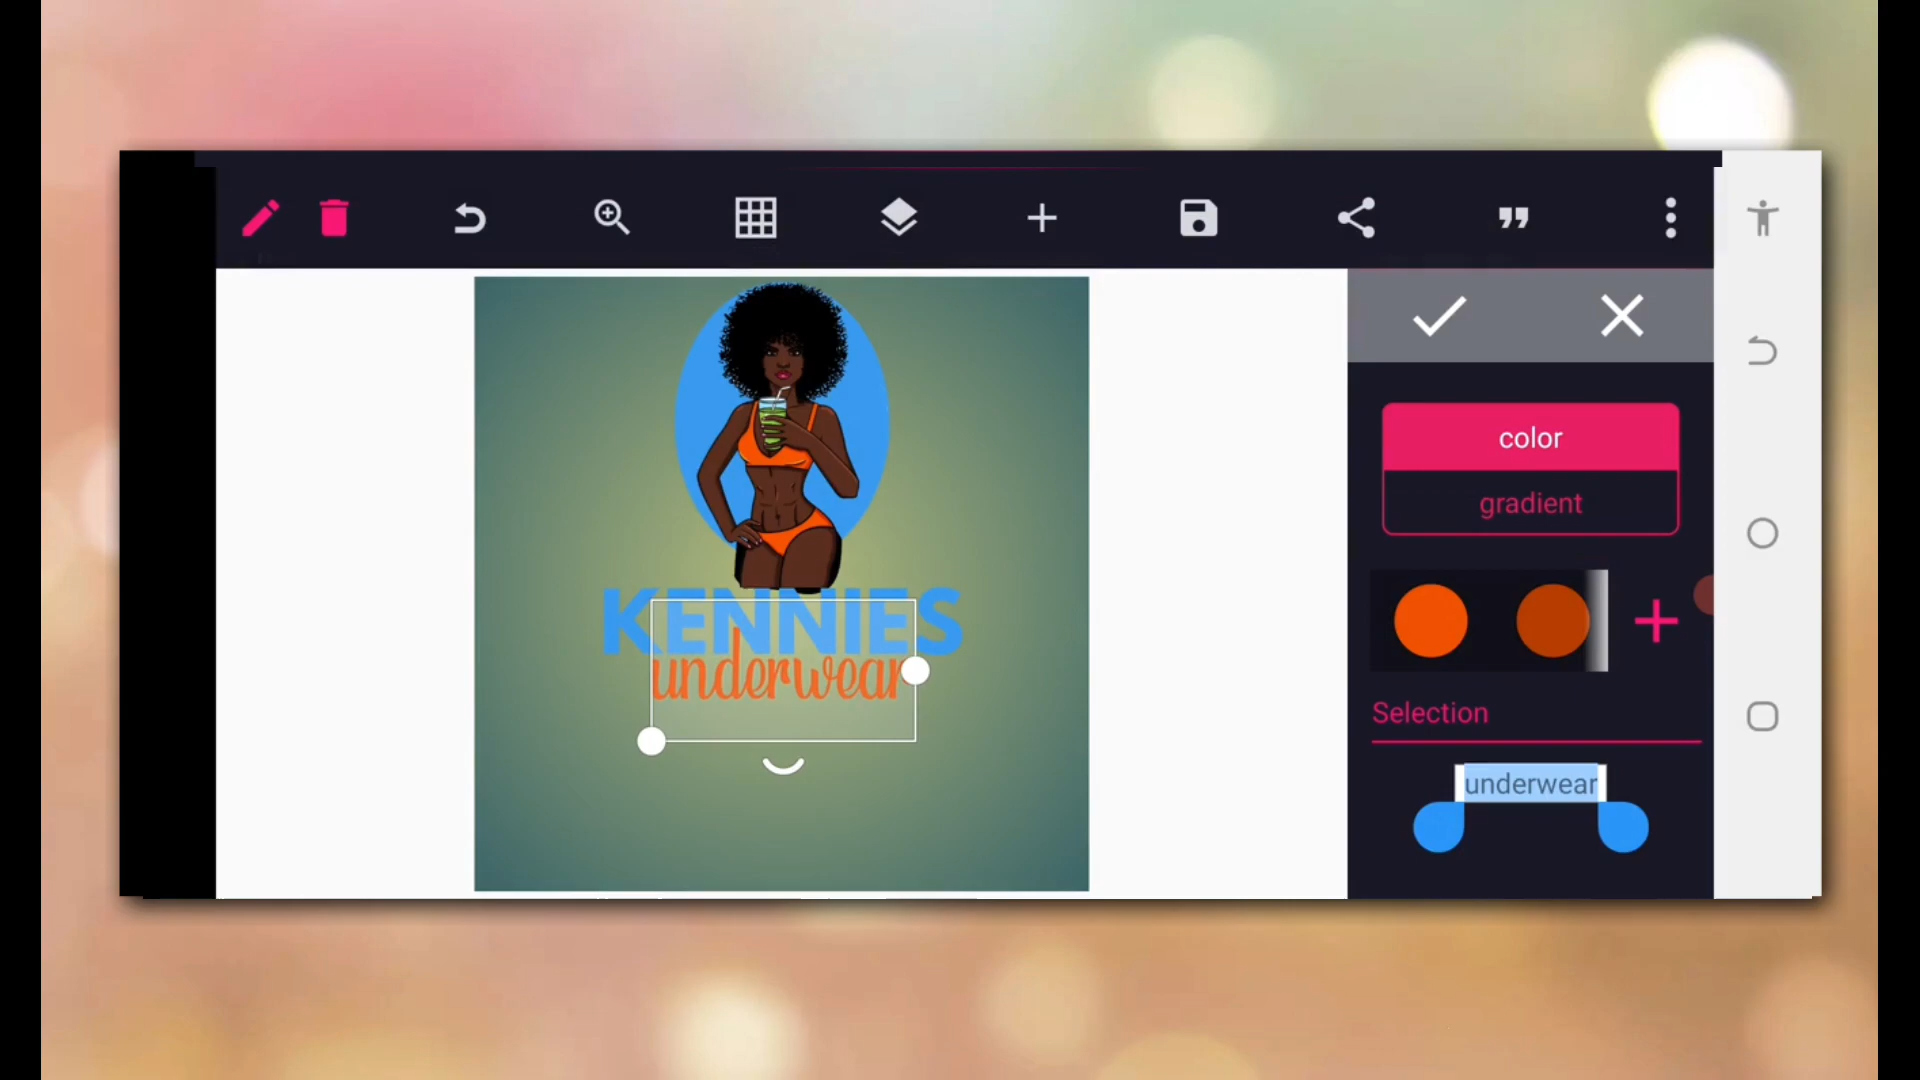 color
gradient
KENNIES
underwear
Selection
underwear